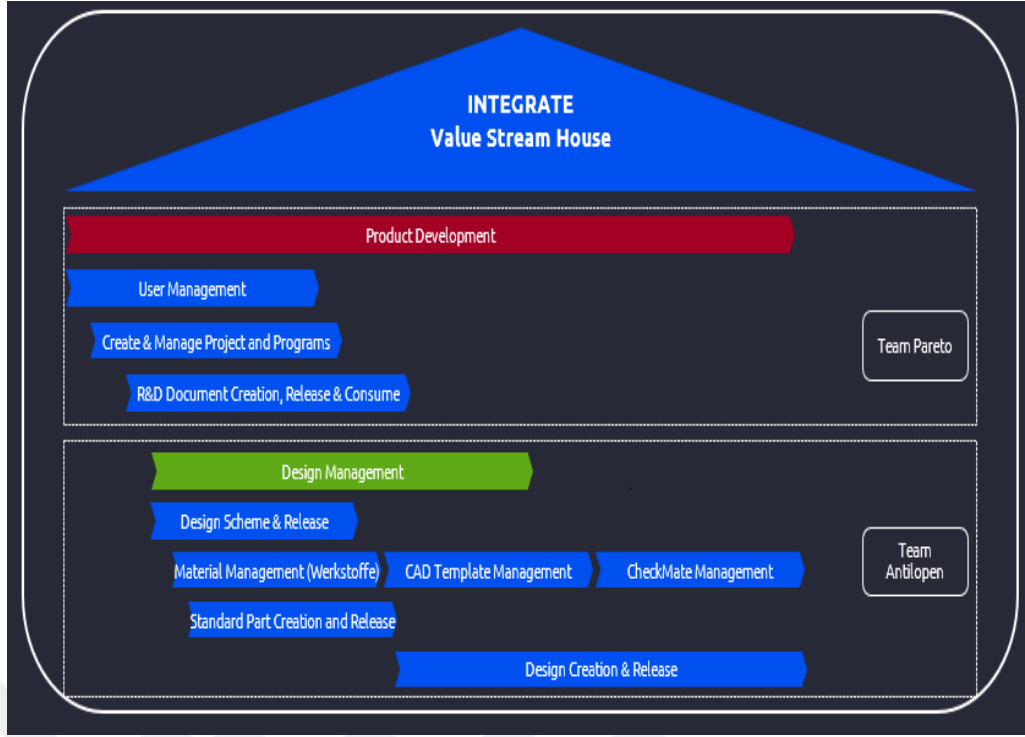 INTEGRATE
Value Stream House
Product Development
User Management
Create & Manage Project and Programs
Team Pareto
R&D Document Creation, Release & Consume
Design Management
Design Scheme & Release
Team
Antilopen
Material Management (Werkstoffe)
CAD Template Management
CheckMate Management
Standard Part Creation and Release
Design Creation & Release